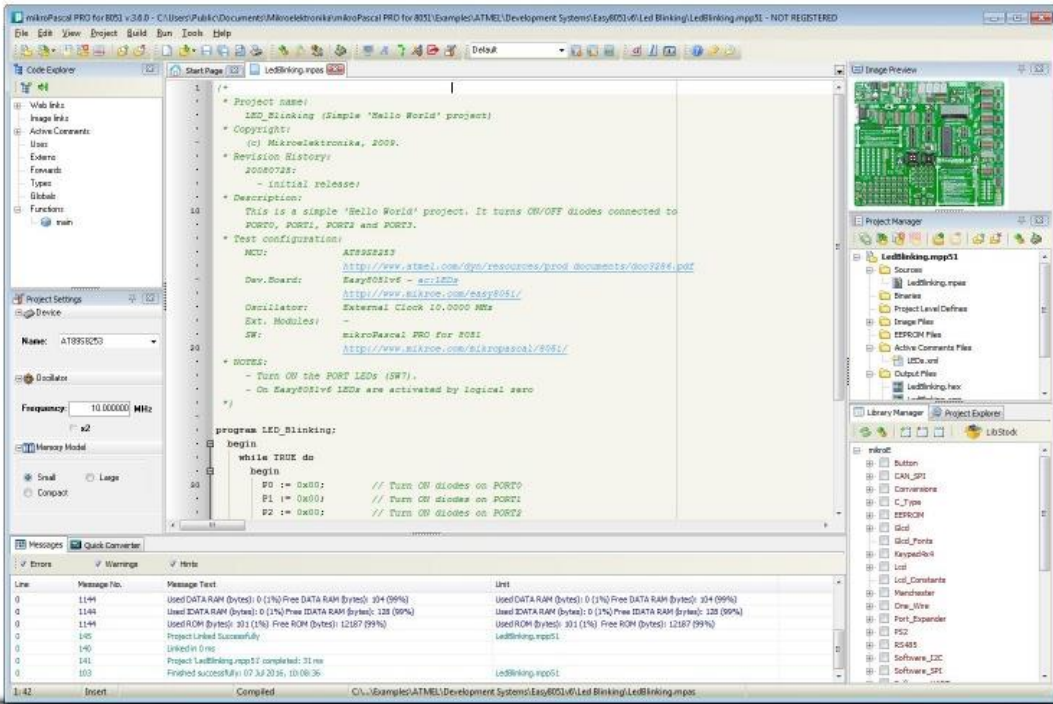 mikroPascal PRO for 8051 v.3.6.0 - C:\Users\Public\Documents\Mikroelektronika\mikroPascal PRO for 8051\Examples\ATMEL\Development Systems\Easy8051v6\Led Blinking\LedBlinking.mpp51 - NOT REGISTERED
File Edit View Project Build Run Tools Help
Default
Code Explorer
Web links
Image links
Active Comments
Uses
Externs
Forwards
Types
Globals
Functions
main
Project Settings
Device
Name: AT89S8253
Oscillator
Frequency: 10.000000 MHz
x2
Memory Model
Small Large
Compact
Start Page LedBlinking.mpas
1 /*
* Project name:
LED_Blinking (Simple 'Hello World' project)
* Copyright:
(c) Mikroelektronika, 2009.
* Revision History:
20080728:
- initial release;
* Description:
10 This is a simple 'Hello World' project. It turns ON/OFF diodes connected to
PORT0, PORT1, PORT2 and PORT3.
* Test configuration:
MCU: AT89S8253
http://www.atmel.com/dyn/resources/prod_documents/doc3286.pdf
Dev.Board: Easy8051v6 - ac:LEDs
http://www.mikroe.com/easy8051/
Oscillator: External Clock 10.0000 MHz
Ext. Modules: -
SW: mikroPascal PRO for 8051
20 http://www.mikroe.com/mikropascal/8051/
* NOTES:
- Turn ON the PORT LEDs (SW7).
- On Easy8051v6 LEDs are activated by logical zero
*)
program LED_Blinking;
begin
while TRUE do
begin
30 P0 := 0x00; // Turn ON diodes on PORT0
P1 := 0x00; // Turn ON diodes on PORT1
P2 := 0x00; // Turn ON diodes on PORT2
Image Preview
Project Manager
LedBlinking.mpp51
Sources
LedBlinking.mpas
Binaries
Project Level Defines
Image Files
EEPROM Files
Active Comments Files
LEDs.xml
Output Files
LedBlinking.hex
Library Manager Project Explorer
LibStock
mikroE
Button
CAN_SPI
Conversions
C_Type
EEPROM
Glcd
Glcd_Fonts
Keypad4x4
Lcd
Lcd_Constants
Manchester
One_Wire
Port_Expander
PS2
RS485
Software_I2C
Software_SPI
Messages Quick Converter
Errors Warnings Hints
Line Message No. Message Text Unit
0 1144 Used DATA RAM (bytes): 0 (1%) Free DATA RAM (bytes): 104 (99%) Used DATA RAM (bytes): 0 (1%) Free DATA RAM (bytes): 104 (99%)
0 1144 Used IDATA RAM (bytes): 0 (1%) Free IDATA RAM (bytes): 128 (99%) Used IDATA RAM (bytes): 0 (1%) Free IDATA RAM (bytes): 128 (99%)
0 1144 Used ROM (bytes): 101 (1%) Free ROM (bytes): 12187 (99%) Used ROM (bytes): 101 (1%) Free ROM (bytes): 12187 (99%)
0 145 Project Linked Successfully LedBlinking.mpp51
0 140 Linked in 0 ms
0 141 Project 'LedBlinking.mpp51' completed: 31 ms
0 103 Finished successfully: 07 Jul 2016, 10:08:36 LedBlinking.mpp51
1: 42 Insert Compiled C:\...\Examples\ATMEL\Development Systems\Easy8051v6\Led Blinking\LedBlinking.mpas